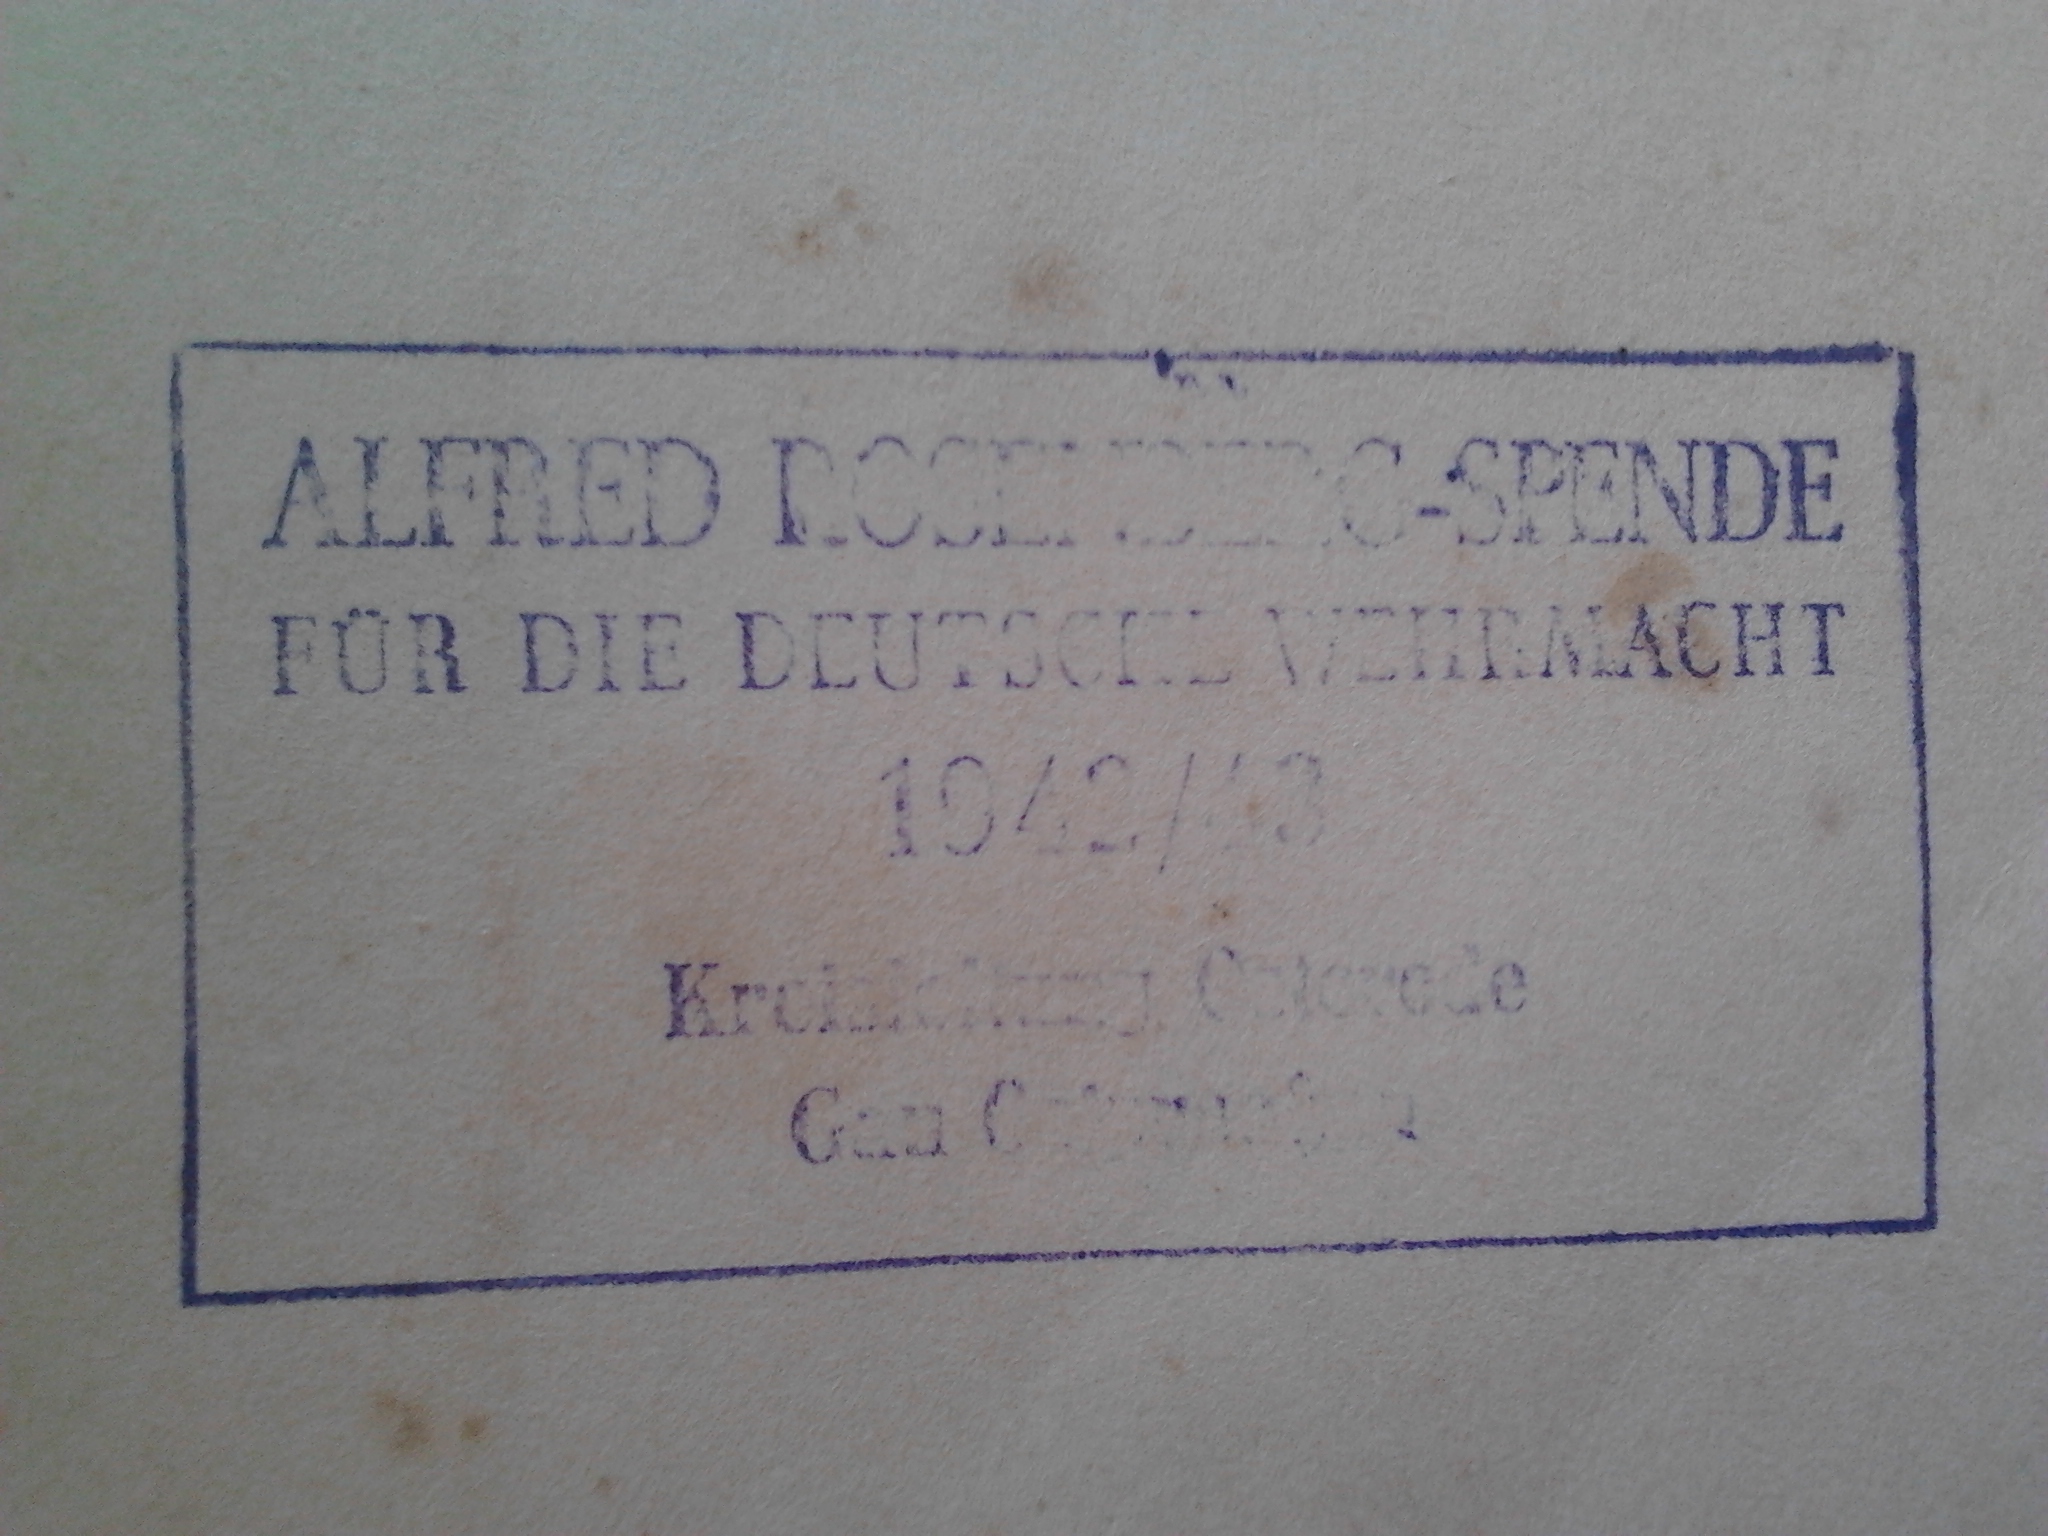 ALFRED ROSENBERG-SPENDE
FÜR DIE DEUTSCHE WEHRMACHT
1942/43
Kreisleitung Osterode
Gau Ostpreußen